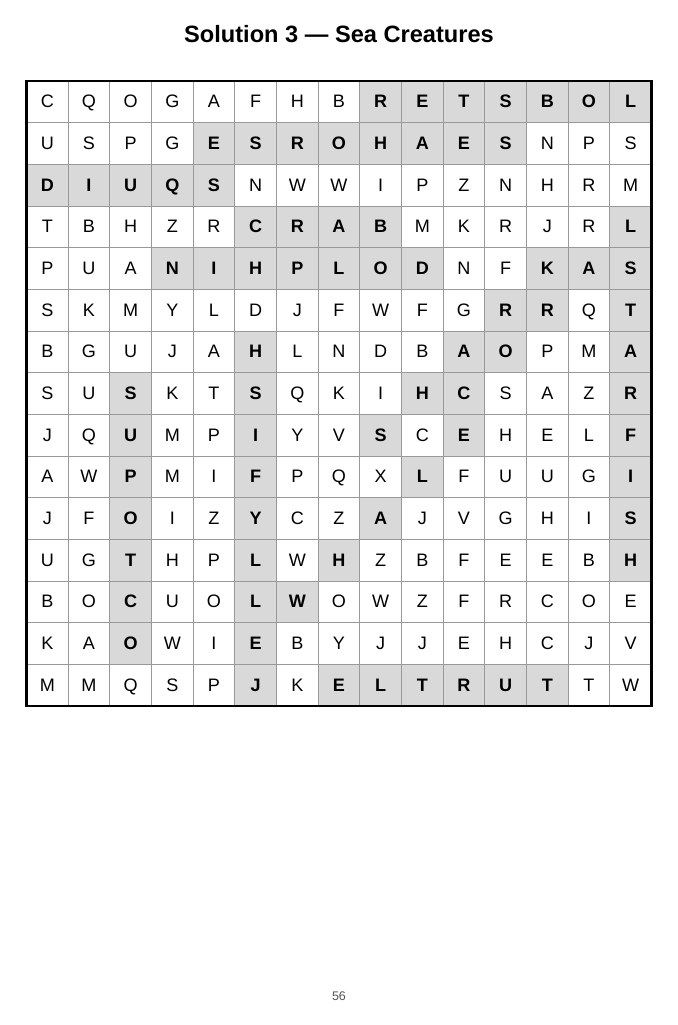 Solution 3 — Sea Creatures
C Q O G A F H B R E T S B O L
U S P G E S R O H A E S N P S
D I U Q S N W W I P Z N H R M
T B H Z R C R A B M K R J R L
P U A N I H P L O D N F K A S
S K M Y L D J F W F G R R Q T
B G U J A H L N D B A O P M A
S U S K T S Q K I H C S A Z R
J Q U M P I Y V S C E H E L F
A W P M I F P Q X L F U U G I
J F O I Z Y C Z A J V G H I S
U G T H P L W H Z B F E E B H
B O C U O L W O W Z F R C O E
K A O W I E B Y J J E H C J V
M M Q S P J K E L T R U T T W
56